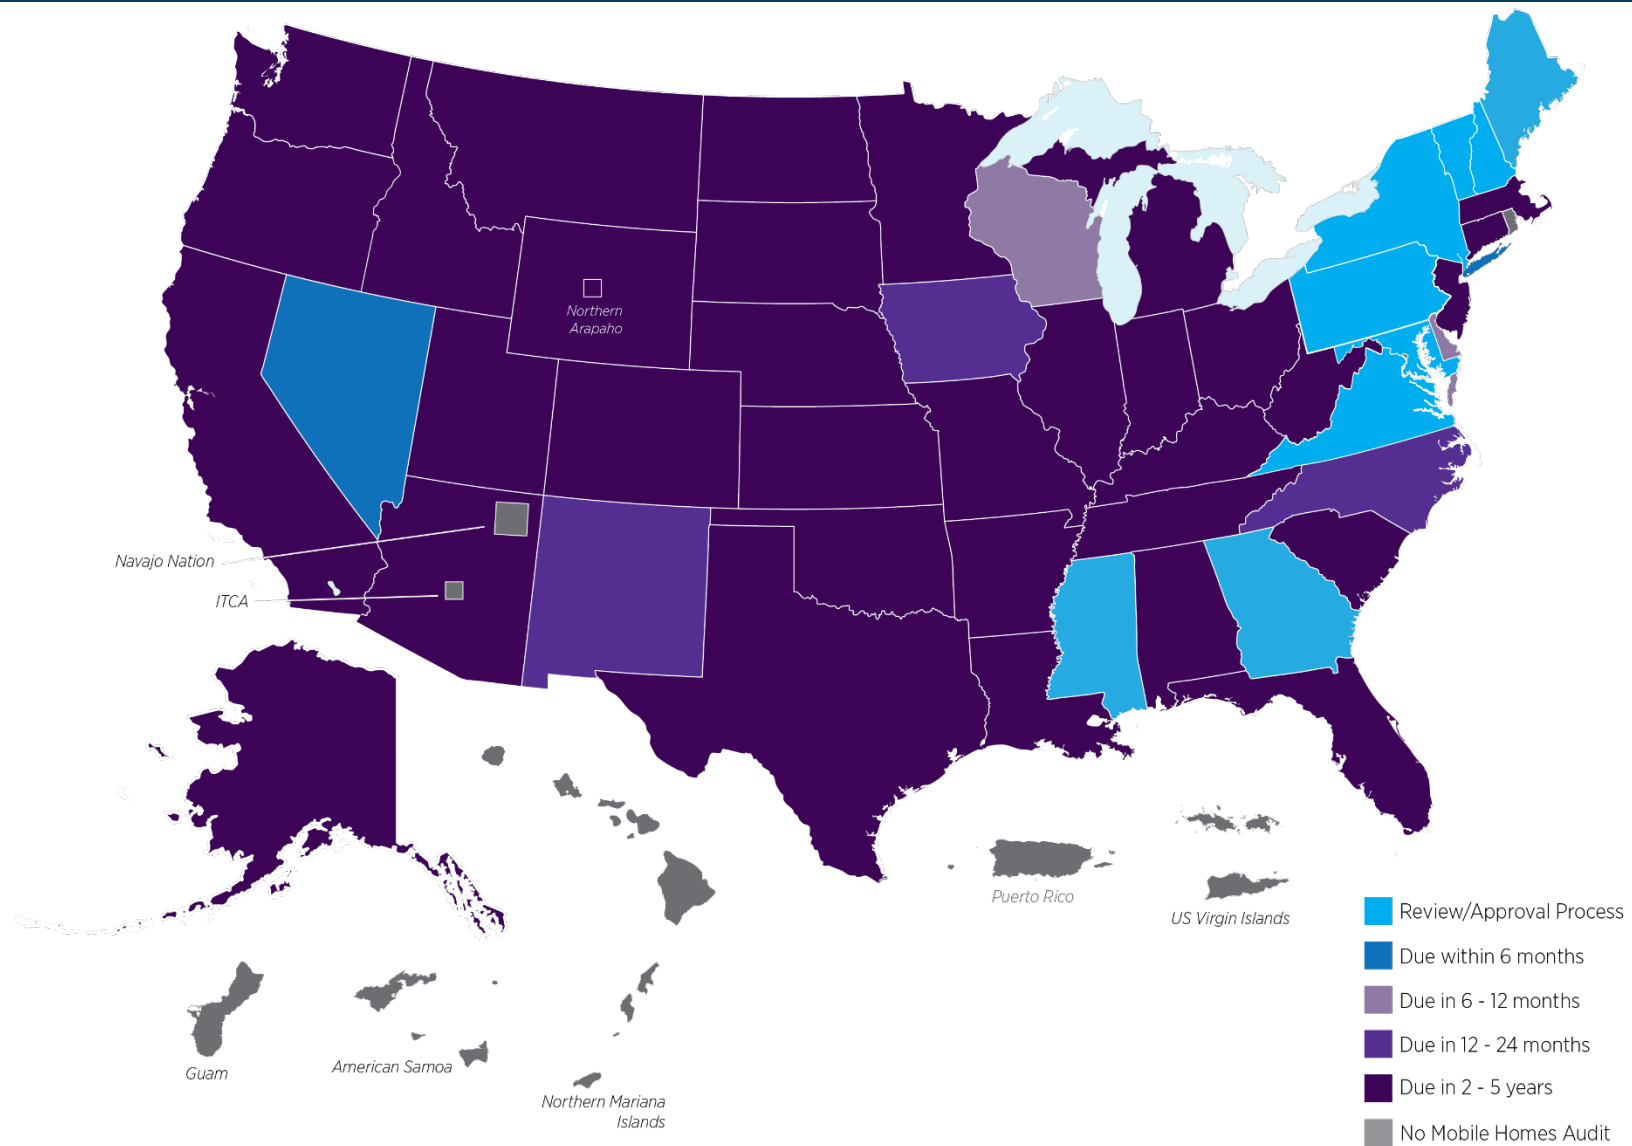 Northern
Arapaho
Navajo Nation
ITCA
Puerto Rico
US Virgin Islands
Guam
American Samoa
Northern Mariana
Islands
Review/Approval Process
Due within 6 months
Due in 6 - 12 months
Due in 12 - 24 months
Due in 2 - 5 years
No Mobile Homes Audit